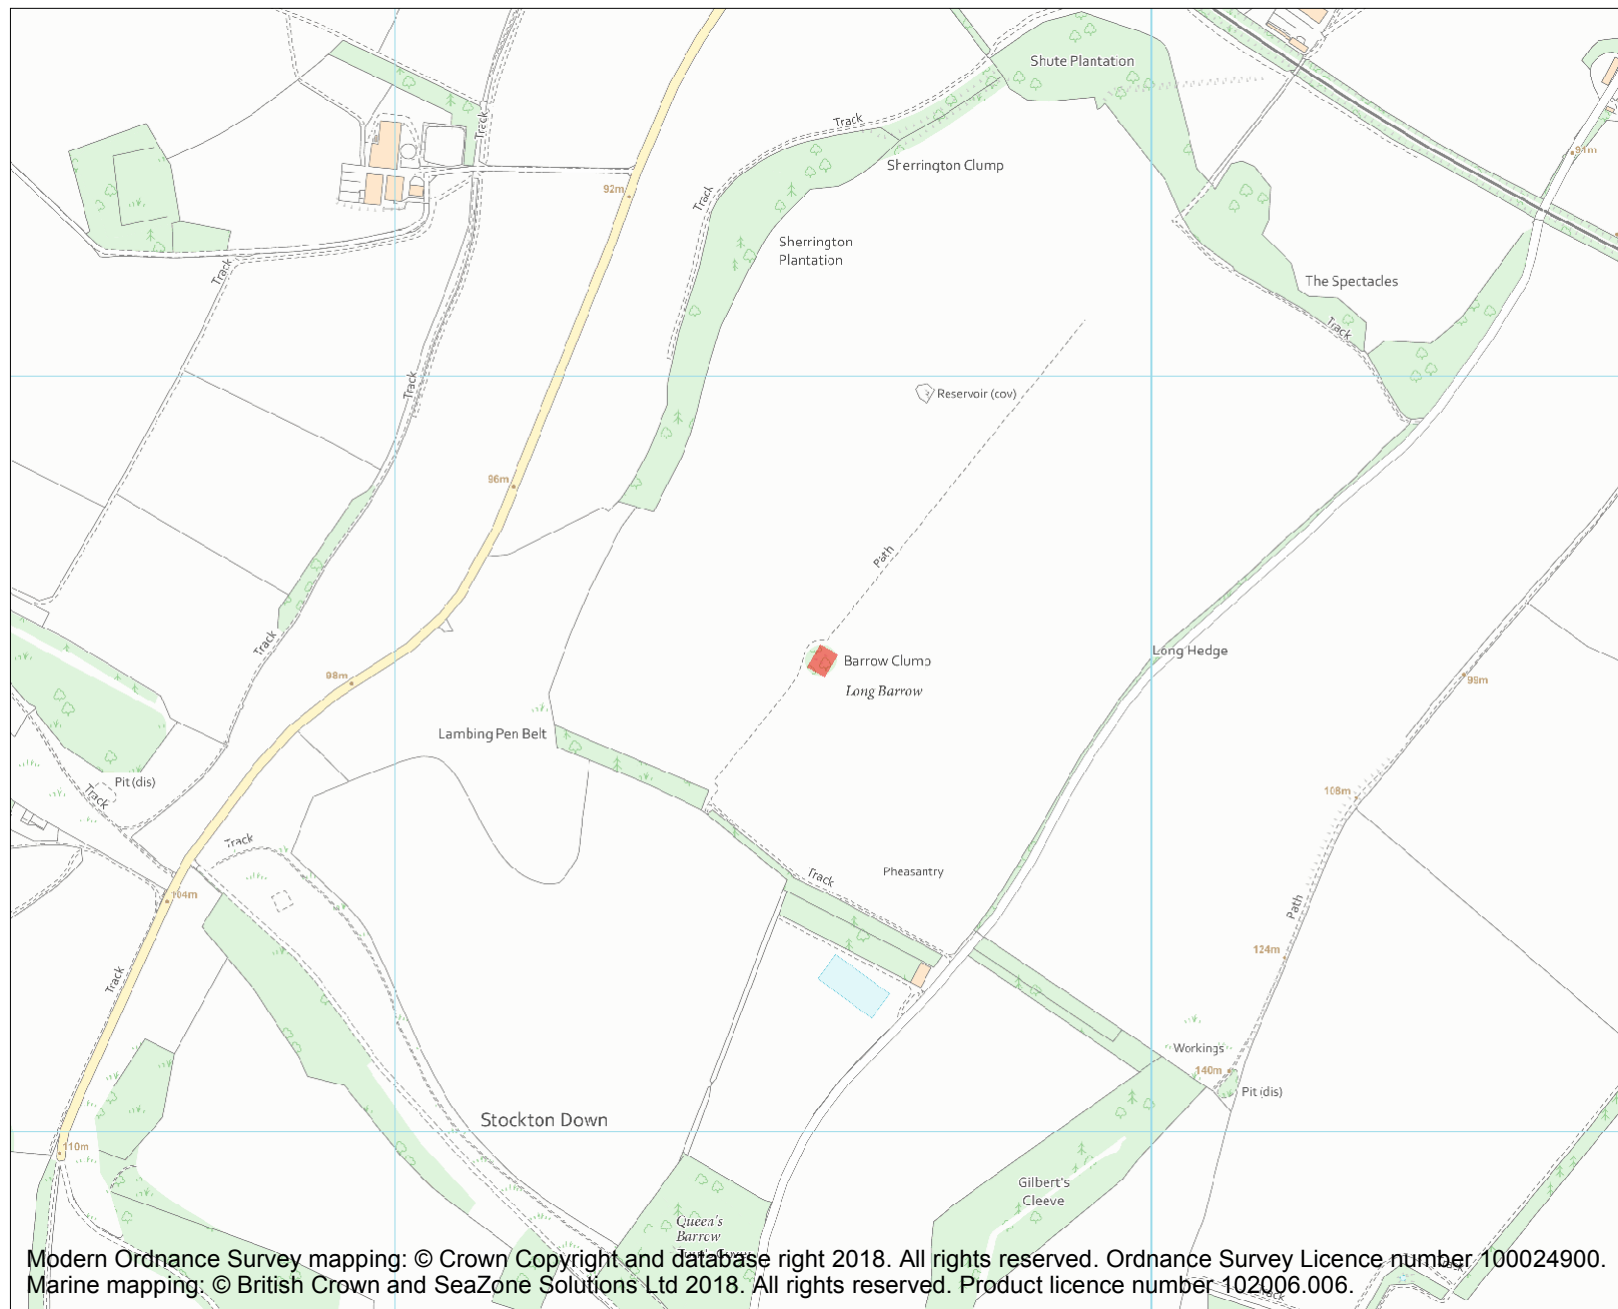 Shute Plantation
Track
Track
Sherrington Clump
91m
92m
Track
Sherrington
Plantation
Track
The Spectacles
Track
Track
Reservoir (cov)
96m
Path
Track
Long Hedge
Barrow Clump
Long Barrow
98m
99m
Lambing Pen Belt
Pit (dis)
Track
108m
Track
Pheasantry
Track
104m
Path
124m
Track
Workings
140m
Pit (dis)
Stockton Down
110m
Gilbert's
Cleeve
Queen's
Barrow
Track
Track
Modern Ordnance Survey mapping: © Crown Copyright and database right 2018. All rights reserved. Ordnance Survey Licence number 100024900.
Marine mapping: © British Crown and SeaZone Solutions Ltd 2018. All rights reserved. Product licence number 102006.006.